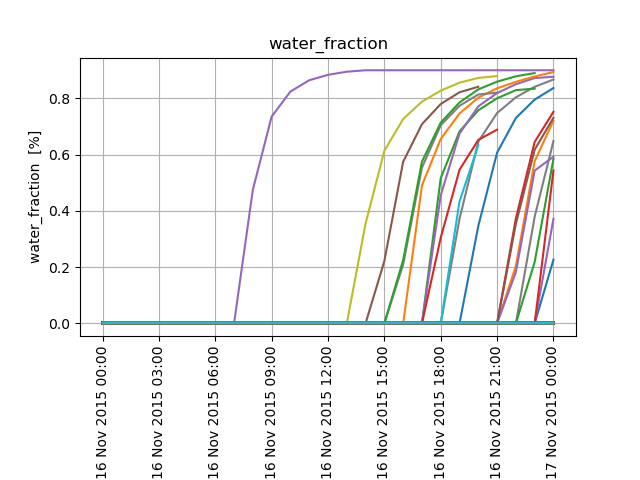 water_fraction
water_fraction  [%]
0.8
0.6
0.4
0.2
0.0
16 Nov 2015 00:00
16 Nov 2015 03:00
16 Nov 2015 06:00
16 Nov 2015 09:00
16 Nov 2015 12:00
16 Nov 2015 15:00
16 Nov 2015 18:00
16 Nov 2015 21:00
17 Nov 2015 00:00